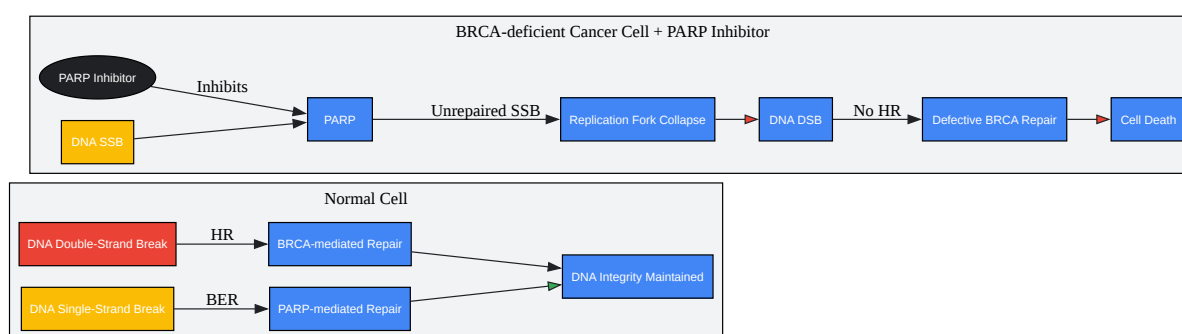 BRCA-deficient Cancer Cell + PARP Inhibitor
PARP Inhibitor
Inhibits
DNA SSB
PARP
Unrepaired SSB
Replication Fork Collapse
DNA DSB
No HR
Defective BRCA Repair
Cell Death
Normal Cell
DNA Double-Strand Break
HR
BRCA-mediated Repair
DNA Single-Strand Break
BER
PARP-mediated Repair
DNA Integrity Maintained